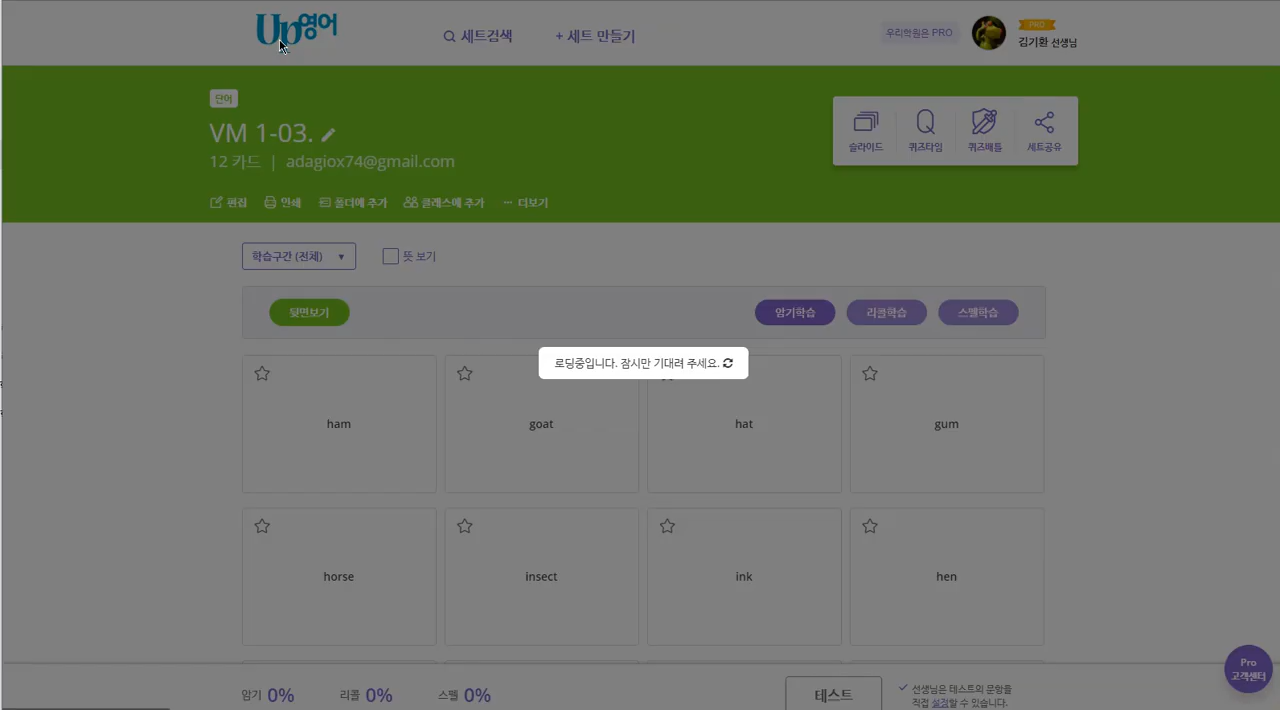 Up영어
세트검색
+ 세트 만들기
우리학원은 PRO
PRO
김기환 선생님
단어
VM 1-03.
12 카드 | adagiox74@gmail.com
슬라이드
퀴즈타임
퀴즈배틀
세트공유
편집
인쇄
폴더에 추가
클래스에 추가
··· 더보기
학습구간 (전체) ▼
뜻 보기
뒷면보기
암기학습
리콜학습
스펠학습
로딩중입니다. 잠시만 기대려 주세요.
ham
goat
hat
gum
horse
insect
ink
hen
암기 0%
리콜 0%
스펠 0%
테스트
선생님은 테스트의 문항을
직접 설정할 수 있습니다.
Pro
고객센터